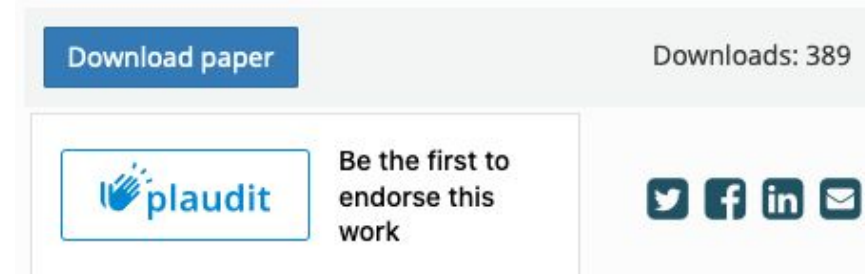 Download paper
Downloads: 389
plaudit
Be the first to
endorse this
work